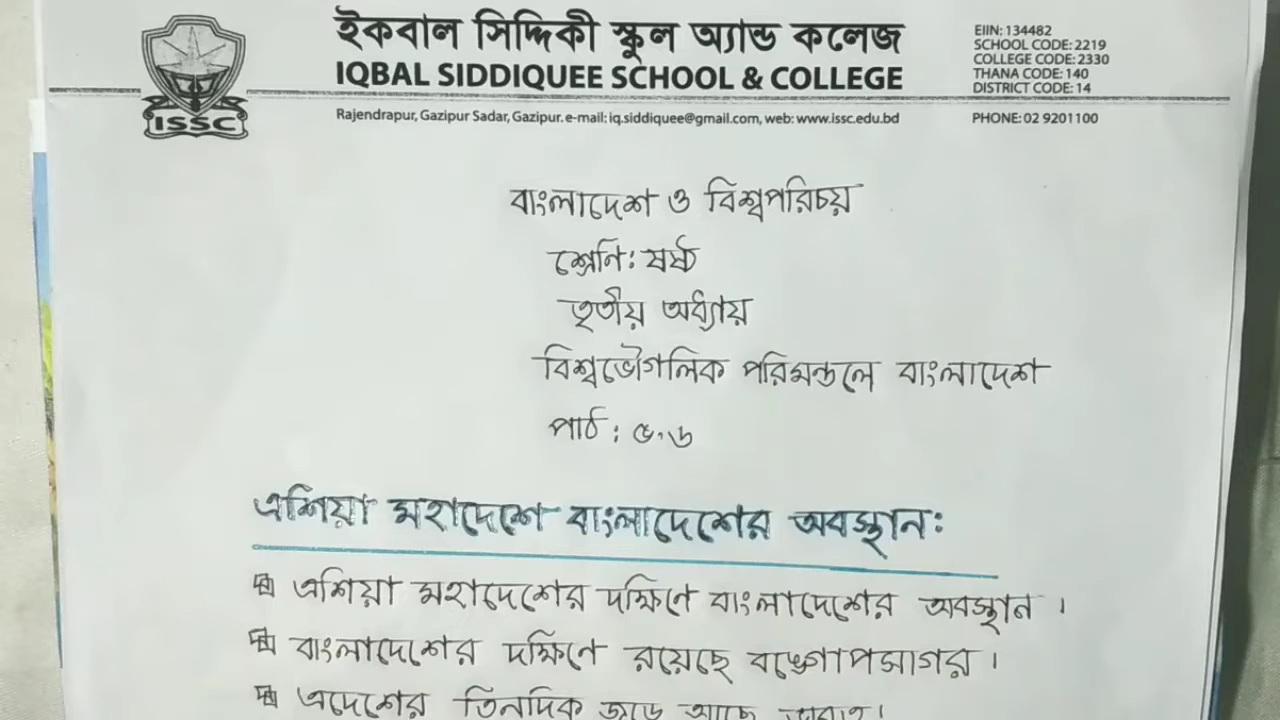 ইকবাল সিদ্দিকী স্কুল অ্যান্ড কলেজ
IQBAL SIDDIQUEE SCHOOL & COLLEGE
Rajendrapur, Gazipur Sadar, Gazipur. e-mail: iq.siddiquee@gmail.com, web: www.issc.edu.bd
ISSC
EIIN: 134482
SCHOOL CODE: 2219
COLLEGE CODE: 2330
THANA CODE: 140
DISTRICT CODE: 14
PHONE: 02 9201100
বাংলাদেশ ও বিশ্বপরিচয়
শ্রেনি: ষষ্ঠ
তৃতীয় অধ্যায়
বিশ্বভৌগলিক পরিমন্ডলে বাংলাদেশ
পাঠ : ৫,৬
এশিয়া মহাদেশে বাংলাদেশের অবস্থান:
এশিয়া মহাদেশের দক্ষিণে বাংলাদেশের অবস্থান ।
বাংলাদেশের দক্ষিণে রয়েছে বঙ্গোপসাগর ।
এদেশের তিনদিক জুড়ে আছে ভারত।